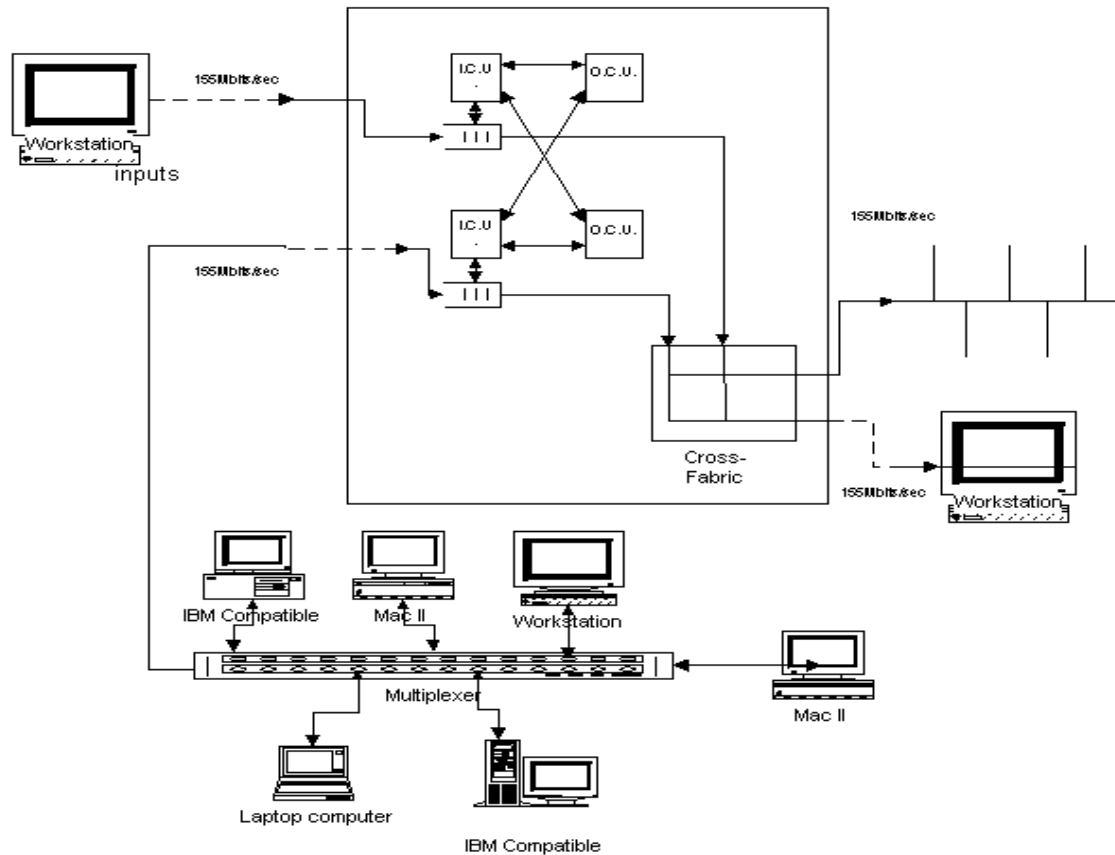 155Mbits/sec
I.C.U
.
O.C.U.
Workstation
inputs
I.C.U
.
O.C.U.
155Mbits/sec
155Mbits/sec
Cross-
Fabric
155Mbits/sec
Workstation
IBM Compatible
Mac II
Workstation
Multiplexer
Mac II
Laptop computer
IBM Compatible